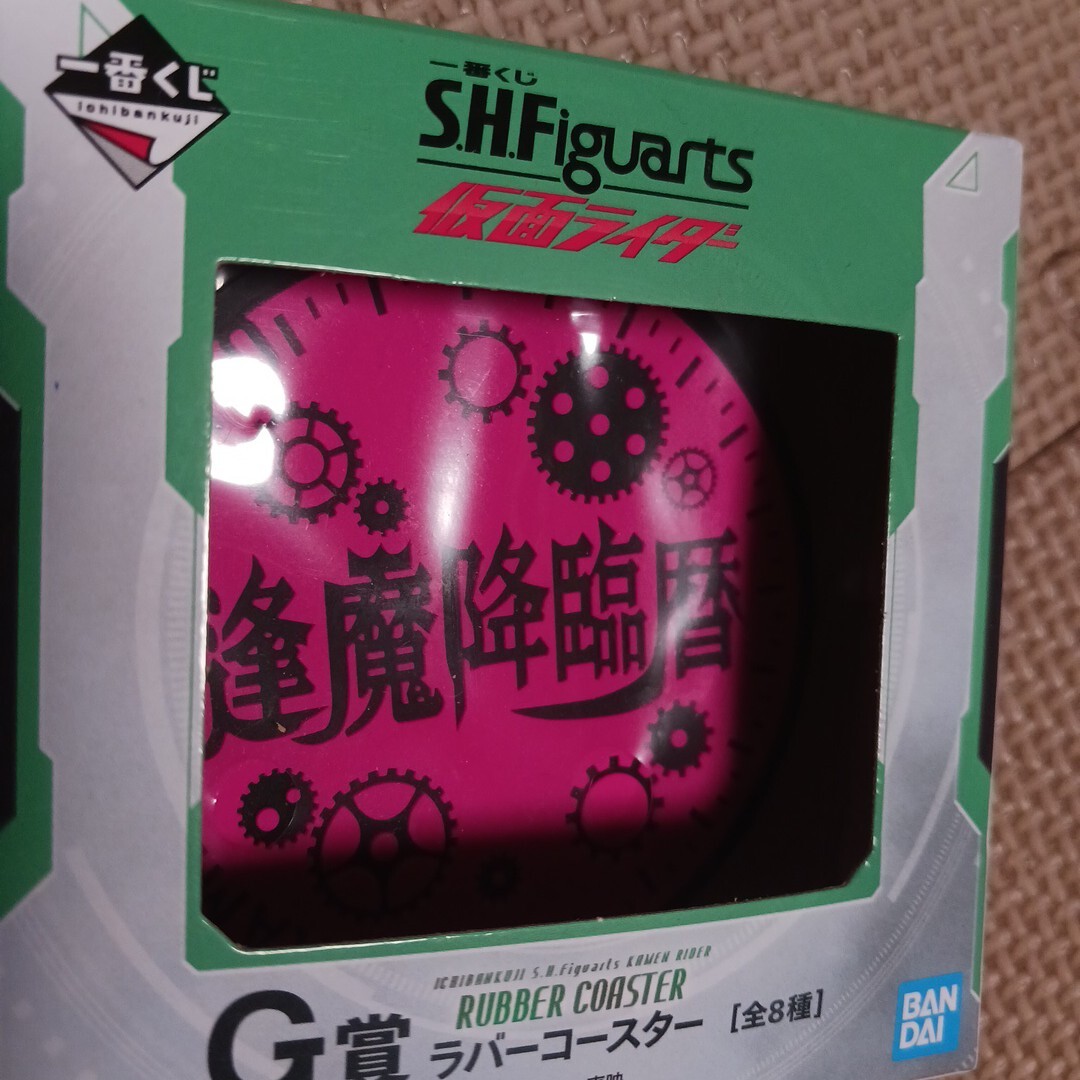 一番くじ
ichibankuji
一番くじ
S.H.Figuarts
仮面ライダー
逢魔降臨暦
ICHIBANKUJI S.H.Figuarts KAMEN RIDER
RUBBER COASTER
G賞 ラバーコースター [全8種]
BAN
DAI